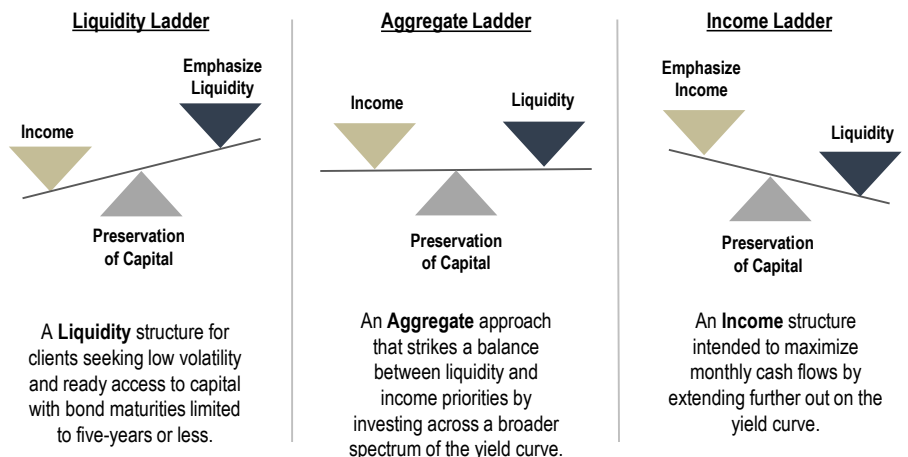 Liquidity Ladder
Emphasize
Liquidity
Income
Preservation
of Capital
A Liquidity structure for
clients seeking low volatility
and ready access to capital
with bond maturities limited
to five-years or less.
Aggregate Ladder
Income
Liquidity
Preservation
of Capital
An Aggregate approach
that strikes a balance
between liquidity and
income priorities by
investing across a broader
spectrum of the yield curve.
Income Ladder
Emphasize
Income
Liquidity
Preservation
of Capital
An Income structure
intended to maximize
monthly cash flows by
extending further out on the
yield curve.